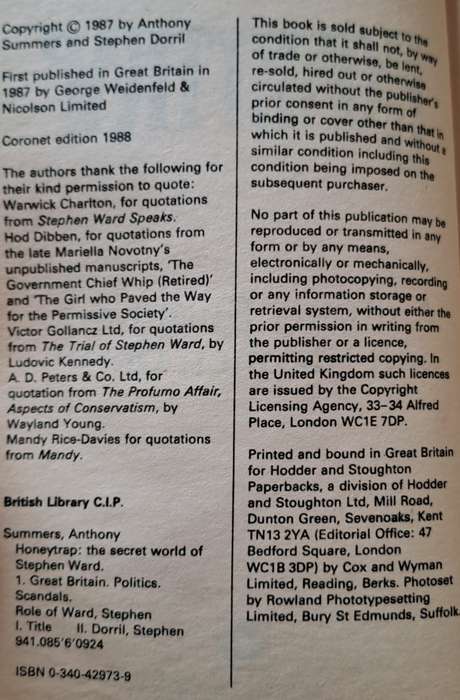 Copyright © 1987 by Anthony
Summers and Stephen Dorril
First published in Great Britain in
1987 by George Weidenfeld &
Nicolson Limited
Coronet edition 1988
The authors thank the following for
their kind permission to quote:
Warwick Charlton, for quotations
from Stephen Ward Speaks.
Hod Dibben, for quotations from
the late Mariella Novotny's
unpublished manuscripts, 'The
Government Chief Whip (Retired)'
and 'The Girl who Paved the Way
for the Permissive Society'.
Victor Gollancz Ltd, for quotations
from The Trial of Stephen Ward, by
Ludovic Kennedy.
A. D. Peters & Co. Ltd, for
quotation from The Profumo Affair,
Aspects of Conservatism, by
Wayland Young.
Mandy Rice-Davies for quotations
from Mandy.
British Library C.I.P.
Summers, Anthony
Honeytrap: the secret world of
Stephen Ward.
1. Great Britain. Politics.
Scandals.
Role of Ward, Stephen
I. Title II. Dorril, Stephen
941.085'6'0924
ISBN 0-340-42973-9
This book is sold subject to the
condition that it shall not, by way
of trade or otherwise, be lent,
re-sold, hired out or otherwise
circulated without the publisher's
prior consent in any form of
binding or cover other than that in
which it is published and without a
similar condition including this
condition being imposed on the
subsequent purchaser.
No part of this publication may be
reproduced or transmitted in any
form or by any means,
electronically or mechanically,
including photocopying, recording
or any information storage or
retrieval system, without either the
prior permission in writing from
the publisher or a licence,
permitting restricted copying. In
the United Kingdom such licences
are issued by the Copyright
Licensing Agency, 33–34 Alfred
Place, London WC1E 7DP.
Printed and bound in Great Britain
for Hodder and Stoughton
Paperbacks, a division of Hodder
and Stoughton Ltd, Mill Road,
Dunton Green, Sevenoaks, Kent
TN13 2YA (Editorial Office: 47
Bedford Square, London
WC1B 3DP) by Cox and Wyman
Limited, Reading, Berks. Photoset
by Rowland Phototypesetting
Limited, Bury St Edmunds, Suffolk.